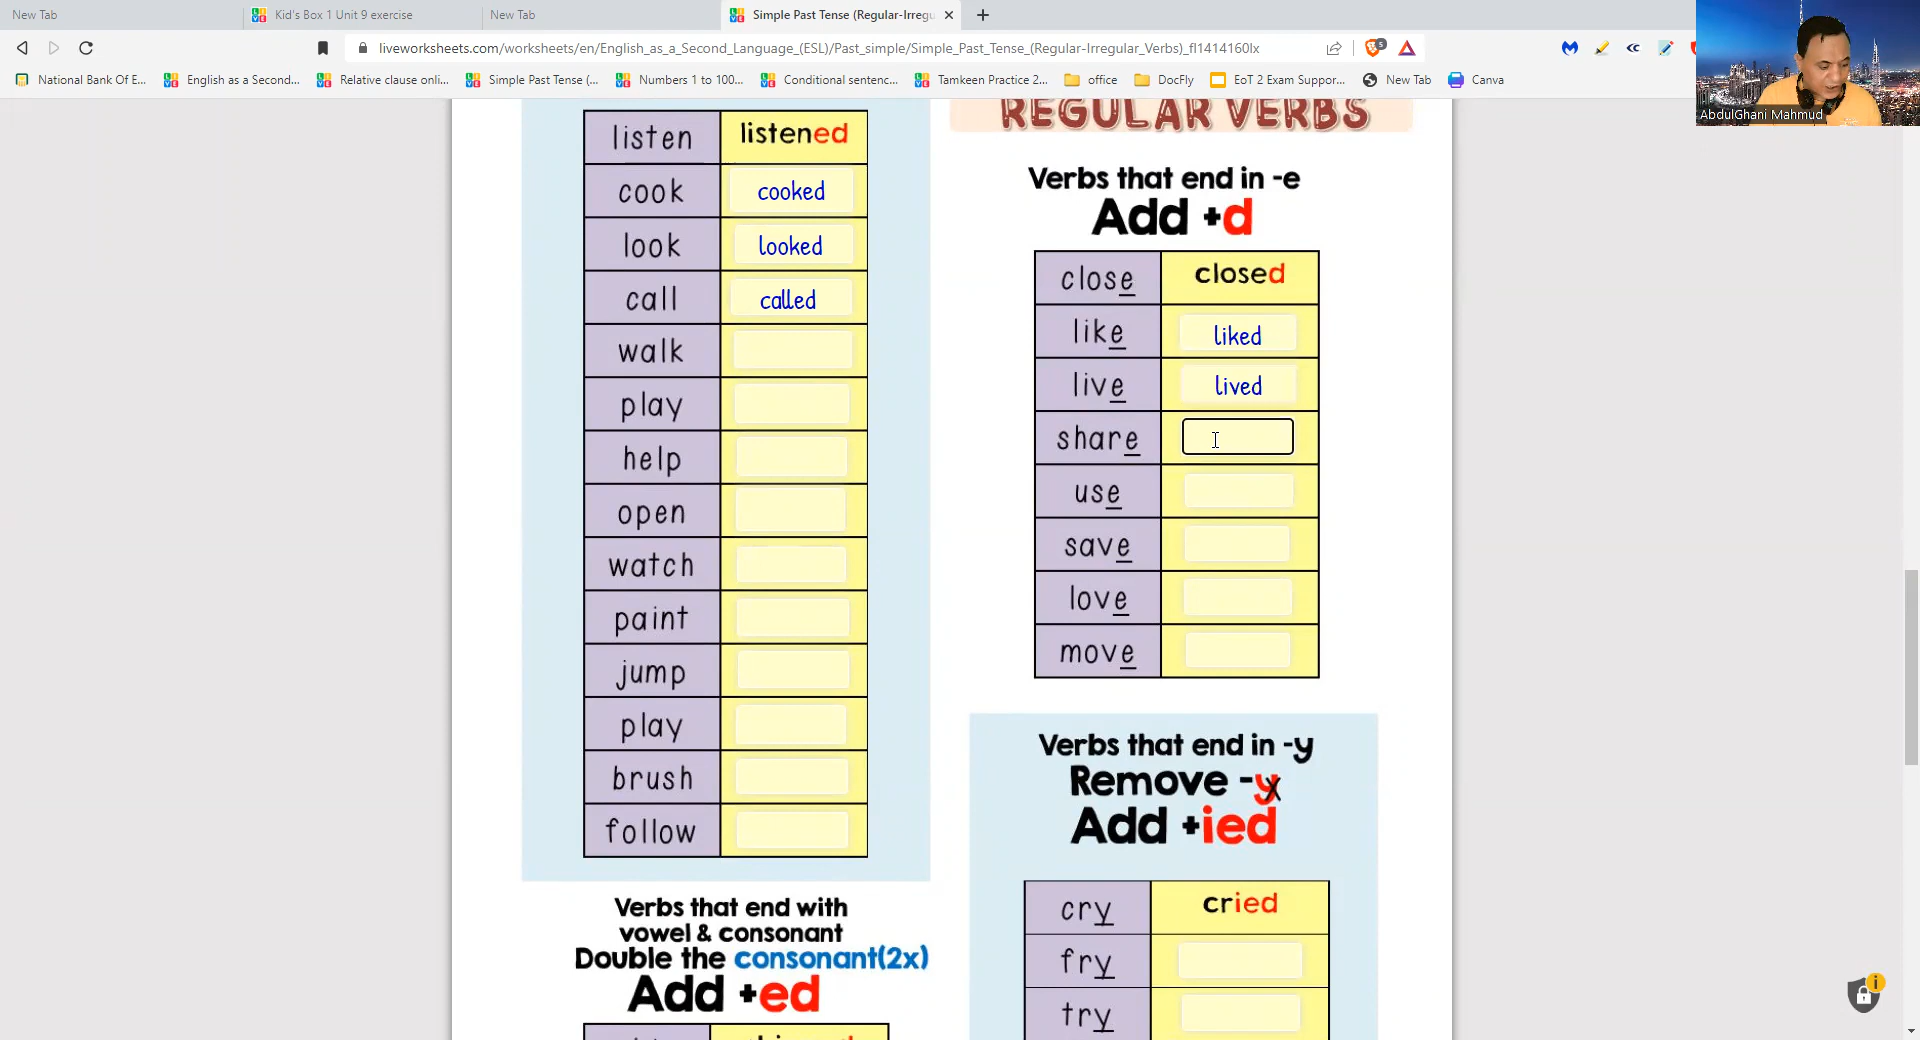 New Tab
Kid's Box 1 Unit 9 exercise
New Tab
Simple Past Tense (Regular-Irregu
liveworksheets.com/worksheets/en/English_as_a_Second_Language_(ESL)/Past_simple/Simple_Past_Tense_(Regular-Irregular_Verbs)_fl1414160lx
5
National Bank Of E...
English as a Second...
Relative clause onli...
Simple Past Tense (...
Numbers 1 to 100...
Conditional sentenc...
Tamkeen Practice 2...
office
DocFly
EoT 2 Exam Suppor...
New Tab
Canva
AbdulGhani Mahmud
listen listened
cook cooked
look looked
call called
walk
play
help
open
watch
paint
jump
play
brush
follow
Verbs that end with
vowel & consonant
Double the consonant(2x)
Add +ed
REGULAR VERBS
Verbs that end in -e
Add +d
close closed
like liked
live lived
share
use
save
love
move
Verbs that end in -y
Remove -y
Add +ied
cry cried
fry
try